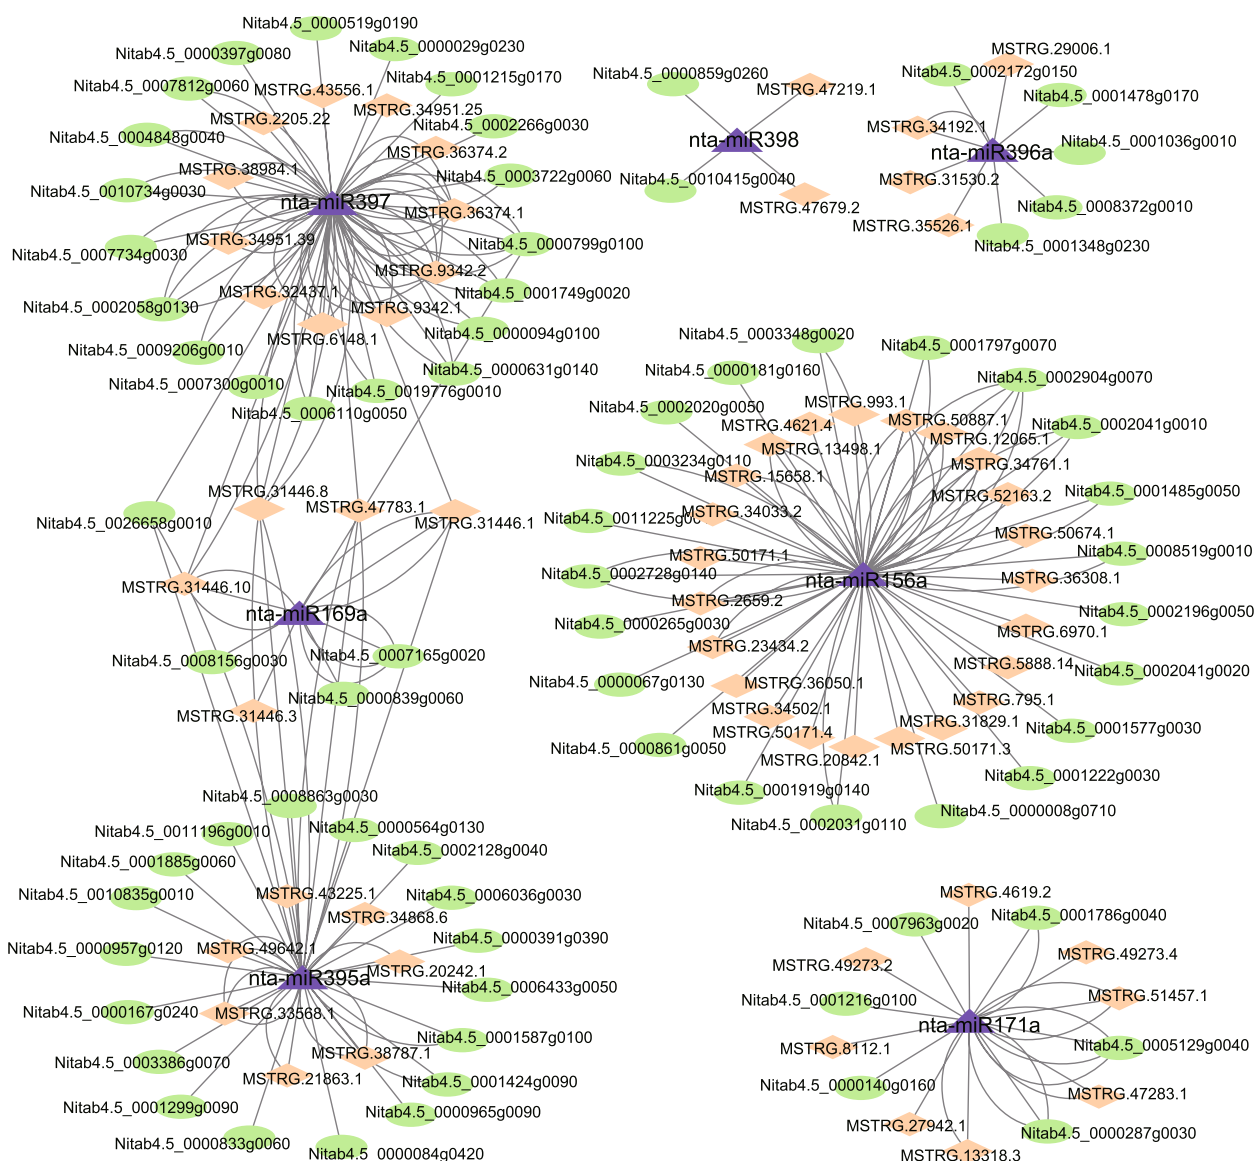 Nitab4.5_0000519g0190
Nitab4.5_0000029g0230
Nitab4.5_0000397g0080
Nitab4.5_0001215g0170
Nitab4.5_0007812g0060
MSTRG.43556.1
MSTRG.34951.25
MSTRG.2205.22
Nitab4.5_0002266g0030
Nitab4.5_0004848g0040
MSTRG.36374.2
MSTRG.38984.1
Nitab4.5_0003722g0060
Nitab4.5_0010734g0030
nta-miR397
MSTRG.36374.1
MSTRG.34951.39
Nitab4.5_0000799g0100
Nitab4.5_0007734g0030
MSTRG.9342.2
MSTRG.32437.1
Nitab4.5_0001749g0020
Nitab4.5_0002058g0130
MSTRG.9342.1
MSTRG.6148.1
Nitab4.5_0000094g0100
Nitab4.5_0009206g0010
Nitab4.5_0000631g0140
Nitab4.5_0007300g0010
Nitab4.5_0019776g0010
Nitab4.5_0006110g0050
MSTRG.31446.8
MSTRG.47783.1
Nitab4.5_0026658g0010
MSTRG.31446.1
MSTRG.31446.10
nta-miR169a
Nitab4.5_0008156g0030
Nitab4.5_0007165g0020
Nitab4.5_0000839g0060
MSTRG.31446.3
Nitab4.5_0008863g0030
Nitab4.5_0011196g0010
Nitab4.5_0000564g0130
Nitab4.5_0002128g0040
Nitab4.5_0001885g0060
Nitab4.5_0010835g0010
MSTRG.43225.1
Nitab4.5_0006036g0030
MSTRG.34868.6
Nitab4.5_0000391g0390
Nitab4.5_0000957g0120
MSTRG.49642.1
MSTRG.20242.1
nta-miR395a
Nitab4.5_0006433g0050
Nitab4.5_0000167g0240
MSTRG.33568.1
Nitab4.5_0001587g0100
MSTRG.38787.1
Nitab4.5_0003386g0070
MSTRG.21863.1
Nitab4.5_0001424g0090
Nitab4.5_0001299g0090
Nitab4.5_0000965g0090
Nitab4.5_0000833g0060
Nitab4.5_0000084g0420
Nitab4.5_0000859g0260
MSTRG.47219.1
nta-miR398
Nitab4.5_0010415g0040
MSTRG.47679.2
MSTRG.29006.1
Nitab4.5_0002172g0150
Nitab4.5_0001478g0170
MSTRG.34192.1
Nitab4.5_0001036g0010
nta-miR396a
MSTRG.31530.2
Nitab4.5_0008372g0010
MSTRG.35526.1
Nitab4.5_0001348g0230
Nitab4.5_0003348g0020
Nitab4.5_0001797g0070
Nitab4.5_0000181g0160
Nitab4.5_0002904g0070
Nitab4.5_0002020g0050
MSTRG.993.1
MSTRG.50887.1
Nitab4.5_0002041g0010
MSTRG.4621.4
MSTRG.12065.1
MSTRG.13498.1
Nitab4.5_0003234g0110
MSTRG.34761.1
MSTRG.15658.1
Nitab4.5_0001485g0050
MSTRG.52163.2
MSTRG.34033.2
Nitab4.5_0011225g00
MSTRG.50674.1
Nitab4.5_0008519g0010
MSTRG.50171.1
Nitab4.5_0002728g0140
nta-miR156a
MSTRG.36308.1
MSTRG.2659.2
Nitab4.5_0002196g0050
Nitab4.5_0000265g0030
MSTRG.6970.1
MSTRG.23434.2
MSTRG.5888.14
Nitab4.5_0002041g0020
Nitab4.5_0000067g0130
MSTRG.36050.1
MSTRG.795.1
MSTRG.34502.1
MSTRG.31829.1
Nitab4.5_0001577g0030
MSTRG.50171.4
Nitab4.5_0000861g0050
MSTRG.50171.3
MSTRG.20842.1
Nitab4.5_0001222g0030
Nitab4.5_0001919g0140
Nitab4.5_0000008g0710
Nitab4.5_0002031g0110
MSTRG.4619.2
Nitab4.5_0007963g0020
Nitab4.5_0001786g0040
MSTRG.49273.4
MSTRG.49273.2
MSTRG.51457.1
Nitab4.5_0001216g0100
nta-miR171a
Nitab4.5_0005129g0040
MSTRG.8112.1
Nitab4.5_0000140g0160
MSTRG.47283.1
MSTRG.27942.1
Nitab4.5_0000287g0030
MSTRG.13318.3